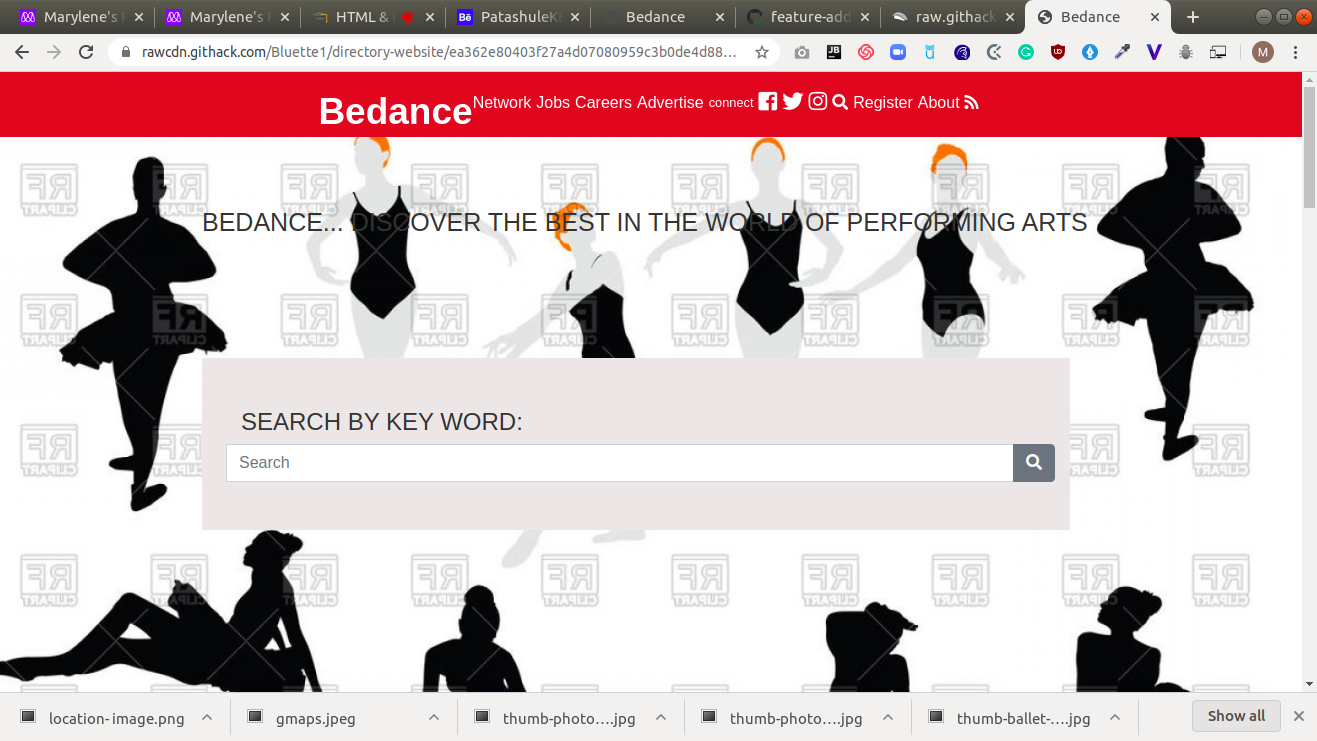 Marylene's
Marylene's
HTML &
PatashuleK
Bedance
feature-add
raw.githack
Bedance
rawcdn.githack.com/Bluette1/directory-website/ea362e80403f27a4d07080959c3b0de4d88...
M
Bedance Network Jobs Careers Advertise connect Register About
BEDANCE... DISCOVER THE BEST IN THE WORLD OF PERFORMING ARTS
SEARCH BY KEY WORD:
Search
RF CLIPART
location-image.png
gmaps.jpeg
thumb-photo....jpg
thumb-photo....jpg
thumb-ballet-....jpg
Show all